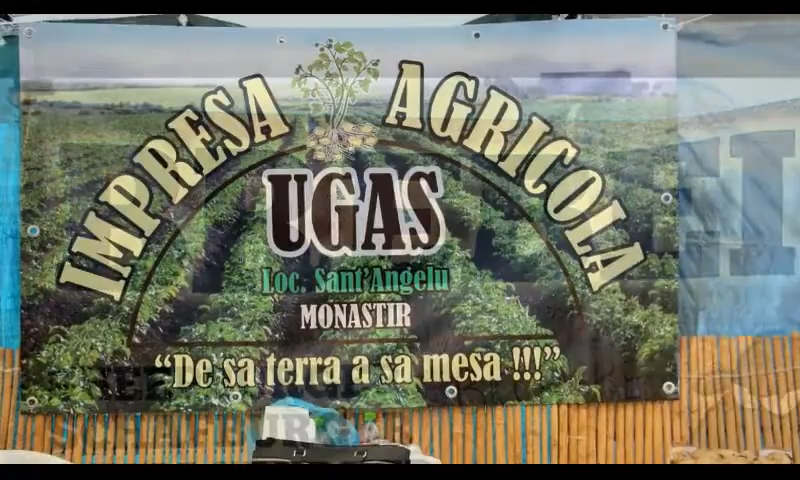 IMPRESA AGRICOLA
UGAS
Loc. Sant'Angelu
MONASTIR
"De sa terra a sa mesa !!!"